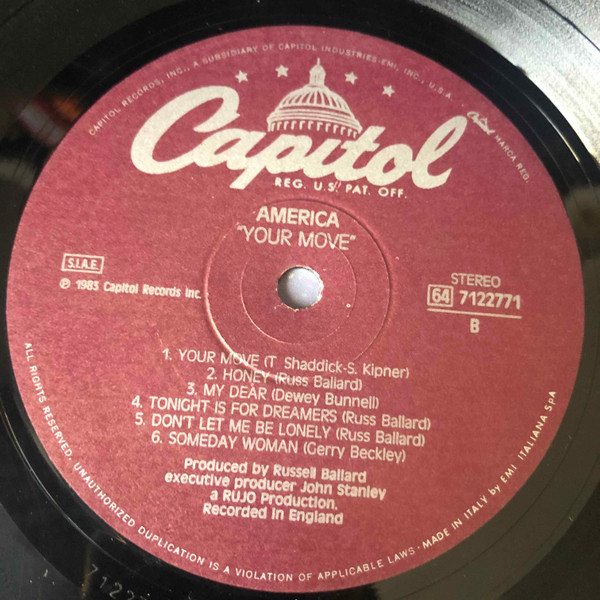 CAPITOL RECORDS, INC., A SUBSIDIARY OF CAPITOL INDUSTRIES-EMI, INC., U.S.A.
Capitol MARCA REG.
Capitol
REG. U.S. PAT. OFF.
AMERICA
"YOUR MOVE"
S.I.A.E.
℗ 1983 Capitol Records Inc.
STEREO
64 7122771
B
1. YOUR MOVE (T. Shaddick-S. Kipner)
2. HONEY (Russ Ballard)
3. MY DEAR (Dewey Bunnell)
4. TONIGHT IS FOR DREAMERS (Russ Ballard)
5. DON'T LET ME BE LONELY (Russ Ballard)
6. SOMEDAY WOMAN (Gerry Beckley)
Produced by Russell Ballard
executive producer John Stanley
a RUJO Production.
Recorded in England
ALL RIGHTS RESERVED. UNAUTHORIZED DUPLICATION IS A VIOLATION OF APPLICABLE LAWS · MADE IN ITALY by EMI ITALIANA SpA